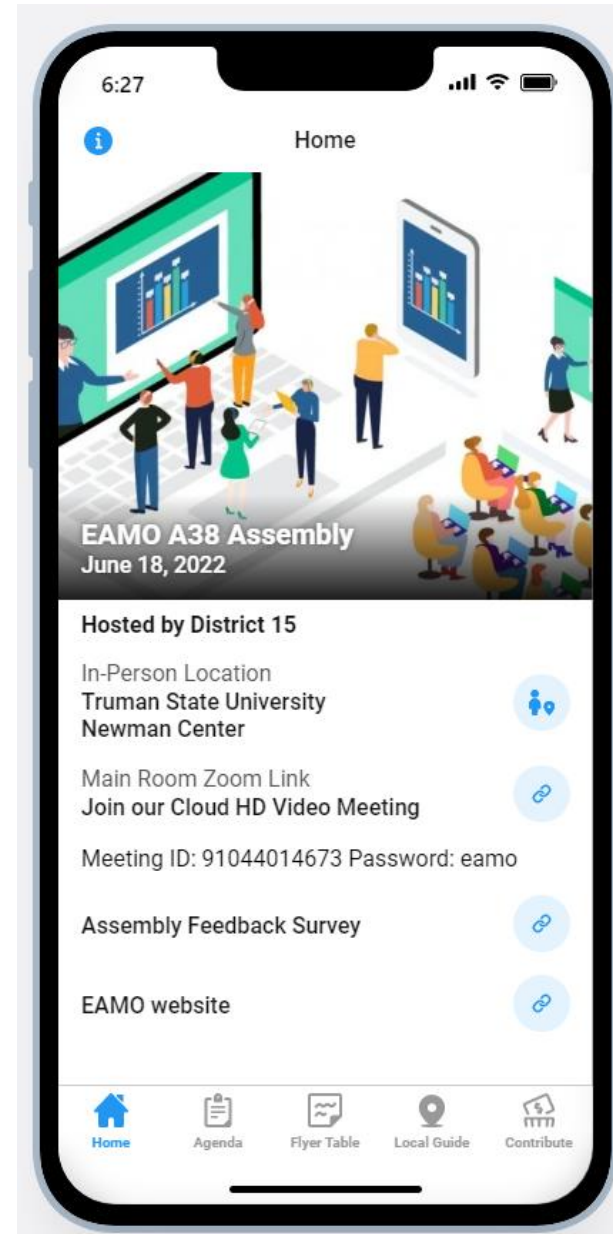 6:27
Home
EAMO A38 Assembly
June 18, 2022
Hosted by District 15
In-Person Location
Truman State University
Newman Center
Main Room Zoom Link
Join our Cloud HD Video Meeting
Meeting ID: 91044014673 Password: eamo
Assembly Feedback Survey
EAMO website
Home Agenda Flyer Table Local Guide Contribute